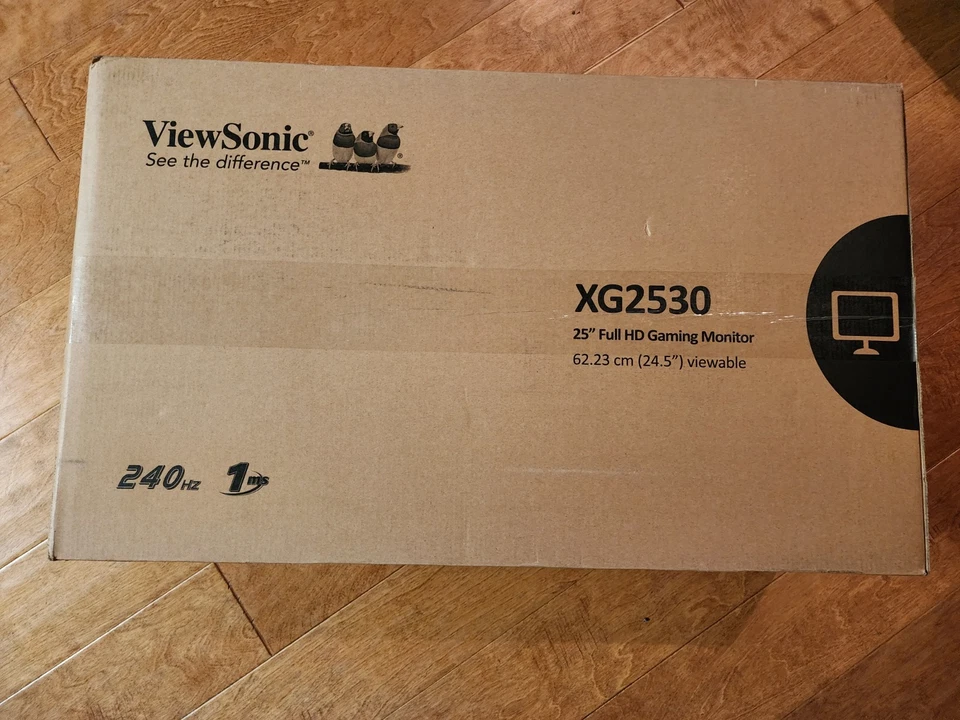 ViewSonic®
See the difference™
XG2530
25” Full HD Gaming Monitor
62.23 cm (24.5”) viewable
240HZ
1ms